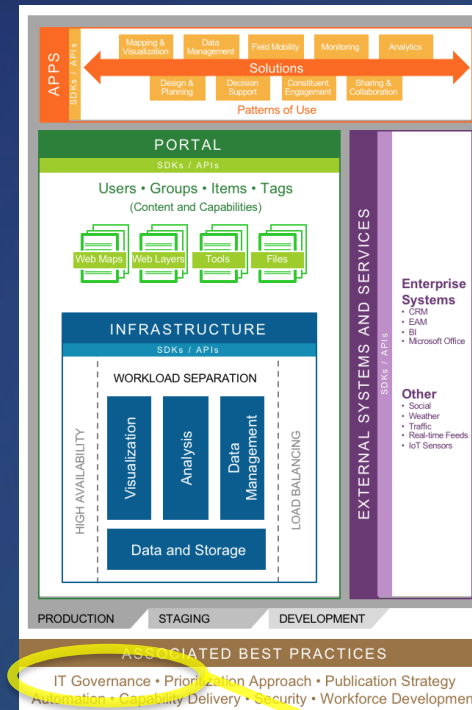 APPS
SDKs / APIs
Mapping & Visualization
Data Management
Field Mobility
Monitoring
Analytics
Solutions
Design & Planning
Decision Support
Constituent Engagement
Sharing & Collaboration
Patterns of Use
PORTAL
SDKs / APIs
Users • Groups • Items • Tags
(Content and Capabilities)
Web Maps
Web Layers
Tools
Files
INFRASTRUCTURE
SDKs / APIs
WORKLOAD SEPARATION
HIGH AVAILABILITY
Visualization
Analysis
Data Management
LOAD BALANCING
Data and Storage
EXTERNAL SYSTEMS AND SERVICES
SDKs / APIs
Enterprise
Systems
• CRM
• EAM
• BI
• Microsoft Office
Other
• Social
• Weather
• Traffic
• Real-time Feeds
• IoT Sensors
PRODUCTION
STAGING
DEVELOPMENT
ASSOCIATED BEST PRACTICES
IT Governance • Prioritization Approach • Publication Strategy
Automation • Capability Delivery • Security • Workforce Developmen